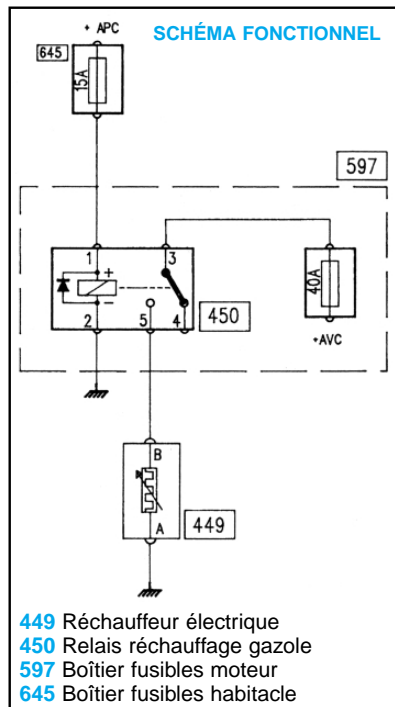 + APC
SCHÉMA FONCTIONNEL
645
15A
597
1
3
+
40A
-
2
5
4
450
+AVC
B
449
A
449 Réchauffeur électrique
450 Relais réchauffage gazole
597 Boîtier fusibles moteur
645 Boîtier fusibles habitacle